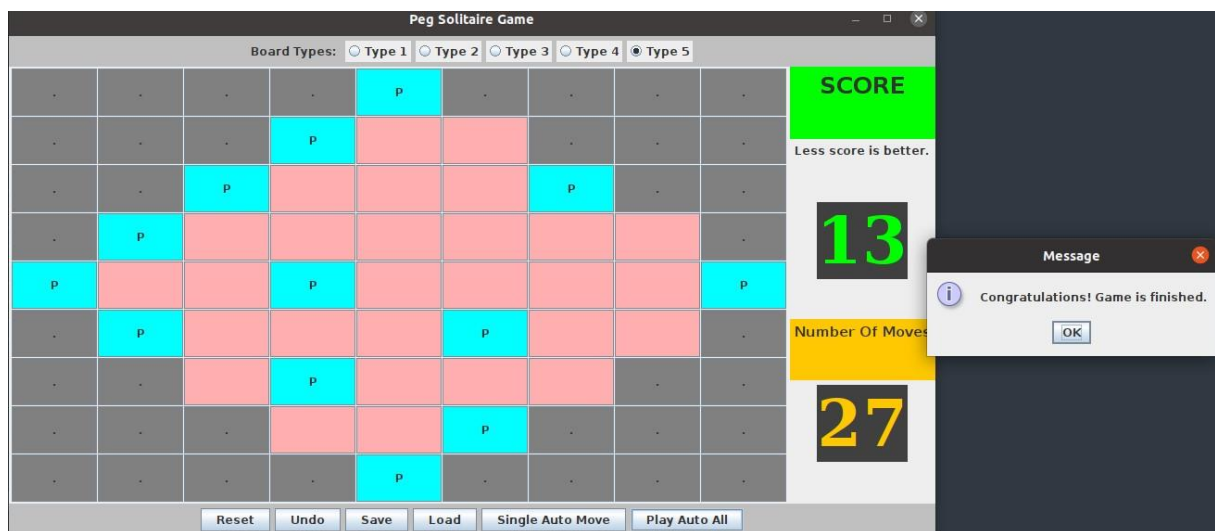 Peg Solitaire Game
Board Types: Type 1 Type 2 Type 3 Type 4 Type 5
. . . . P . . . .
. . . P . . .
. . P P . .
. P .
P P P
. P P .
. . P . .
. . . P . . .
. . . . P . . . .
SCORE
Less score is better.
13
Number Of Moves
27
Reset Undo Save Load Single Auto Move Play Auto All
Message
i Congratulations! Game is finished.
OK